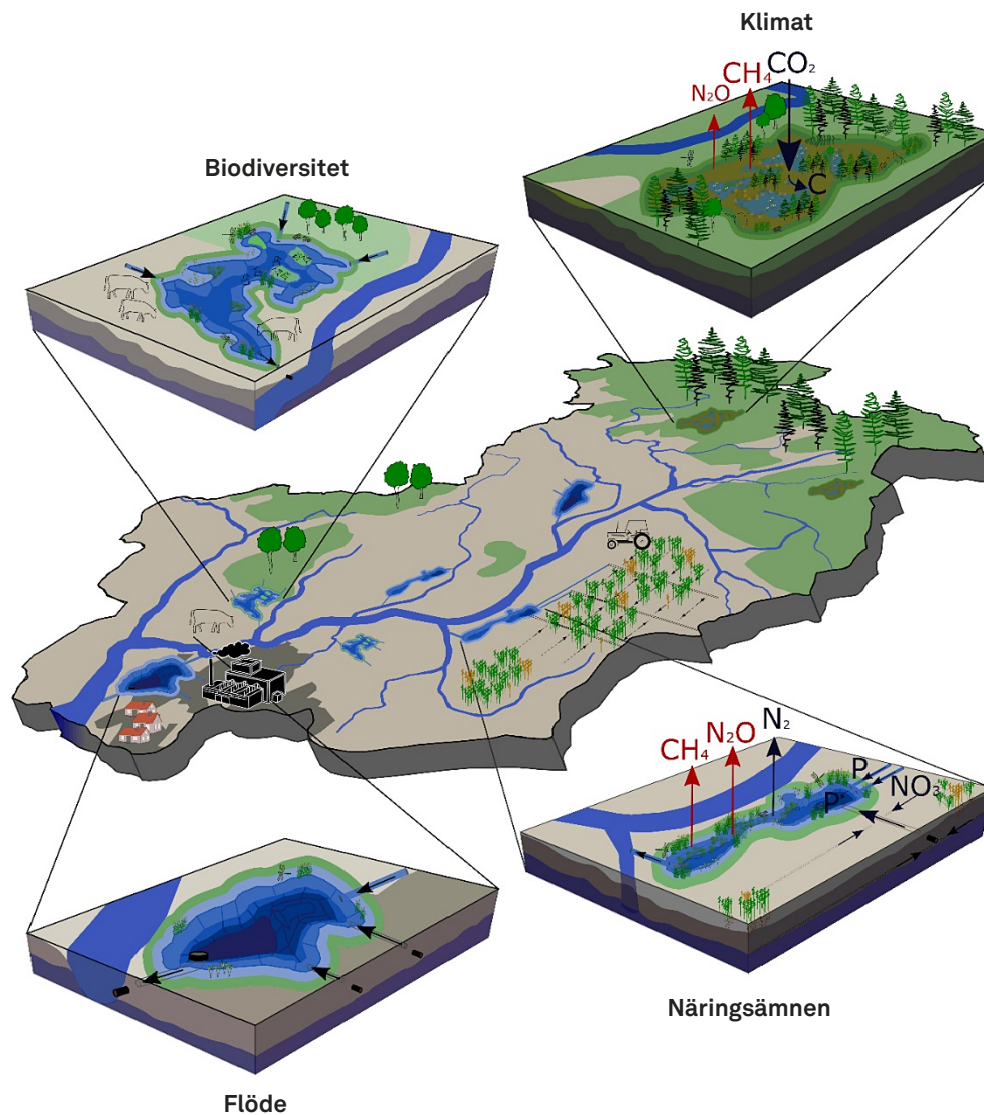 Klimat
CO₂
CH₄
N₂O
C
Biodiversitet
N₂
N₂O
CH₄
P
NO₃
P
Näringsämnen
Flöde